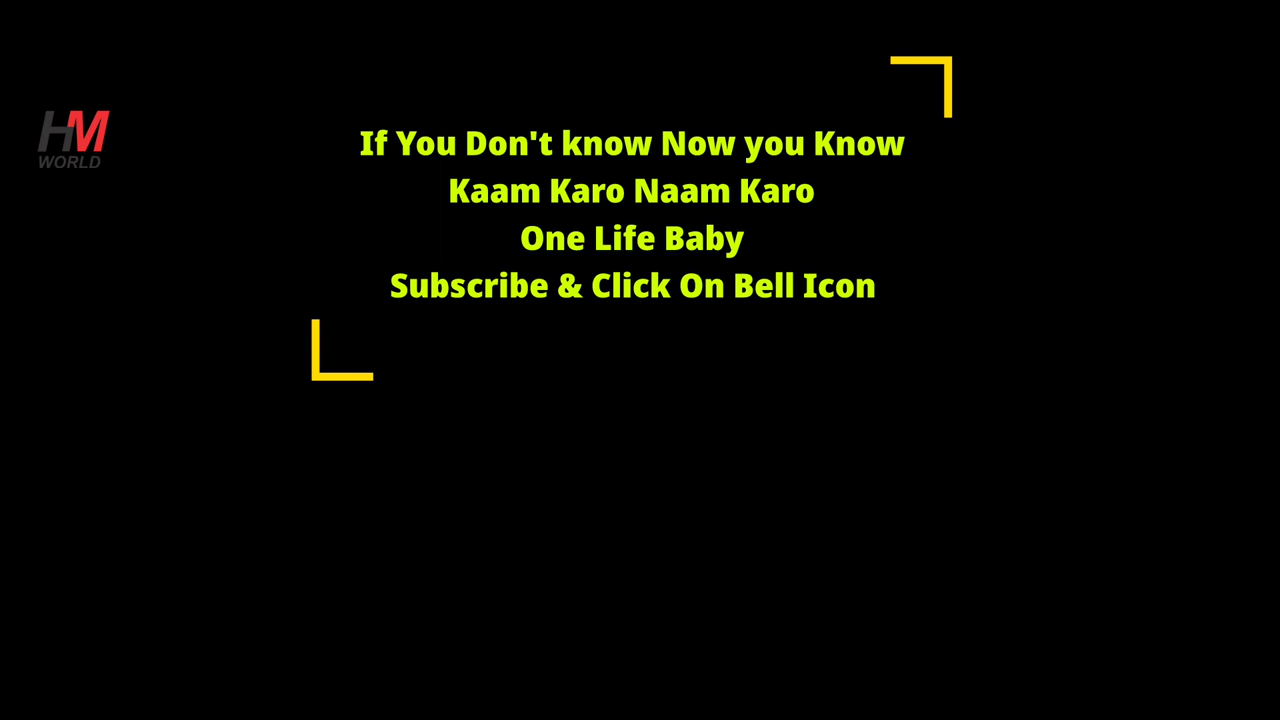 HM
WORLD
If You Don't know Now you Know
Kaam Karo Naam Karo
One Life Baby
Subscribe & Click On Bell Icon